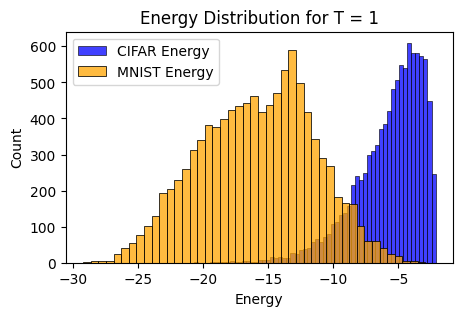 Energy Distribution for T = 1
CIFAR Energy
MNIST Energy
Count
600
500
400
300
200
100
0
−30 −25 −20 −15 −10 −5
Energy